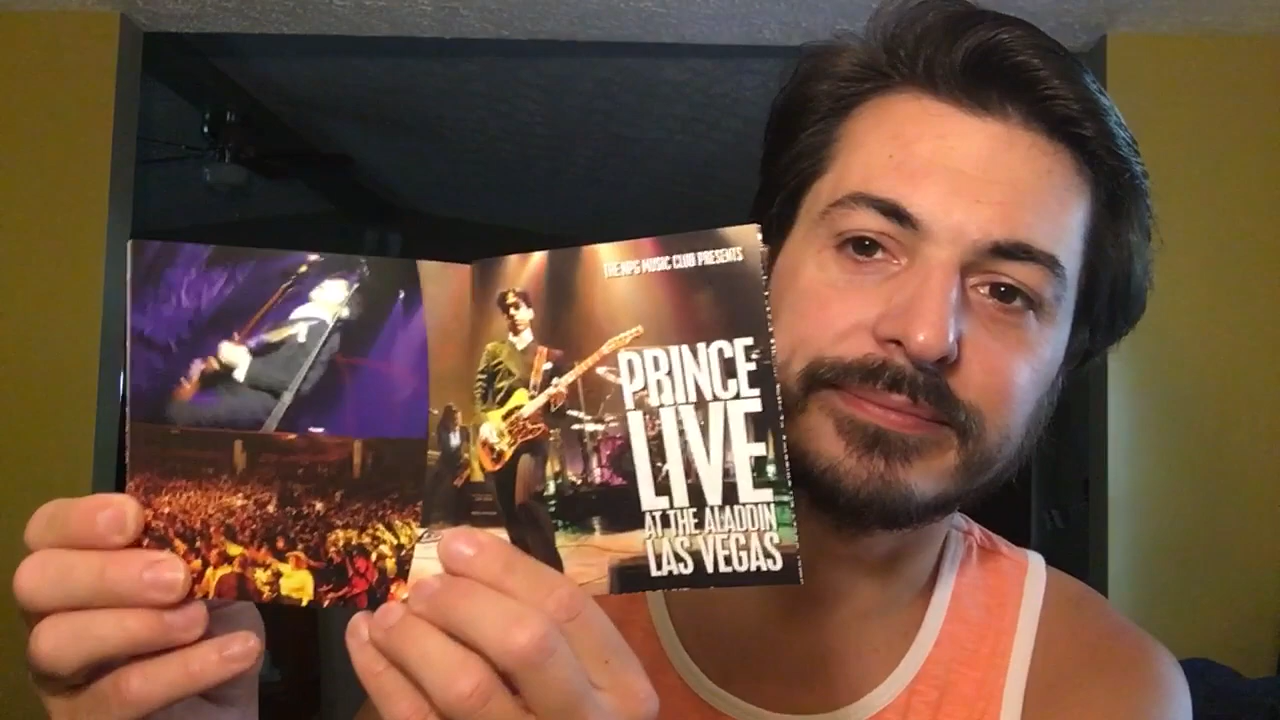 THE NPG MUSIC CLUB PRESENTS
PRINCE
LIVE
AT THE ALADDIN
LAS VEGAS